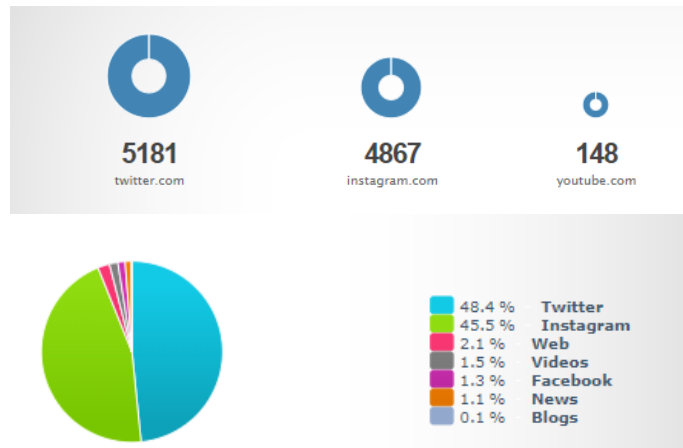 5181 4867 148
twitter.com instagram.com youtube.com
48.4 % - Twitter
45.5 % - Instagram
2.1 % - Web
1.5 % - Videos
1.3 % - Facebook
1.1 % - News
0.1 % - Blogs